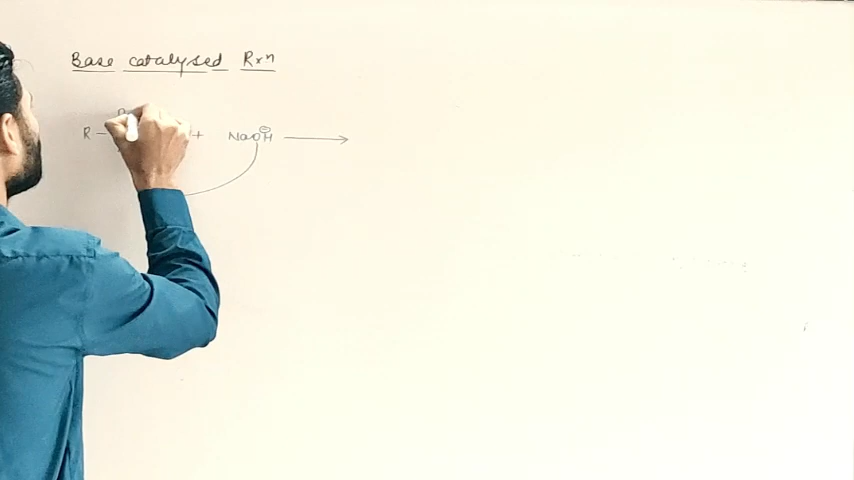 Base catalysed Rxn
R – + NaOH ⊖ →